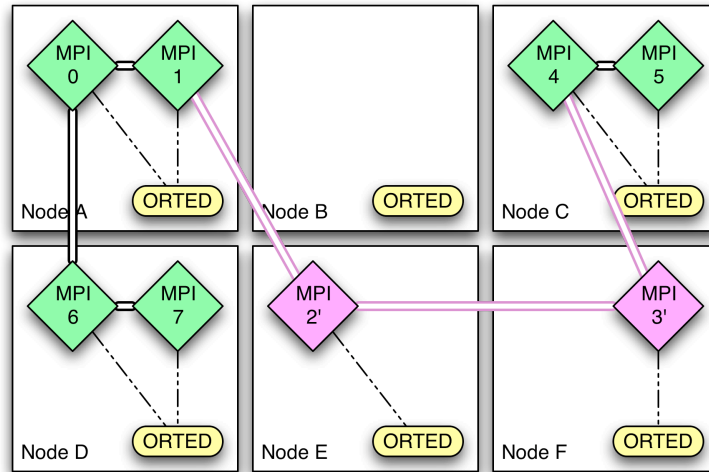 MPI
0
MPI
1
ORTED
Node A
Node B
ORTED
MPI
4
MPI
5
ORTED
Node C
MPI
6
MPI
7
ORTED
Node D
MPI
2'
ORTED
Node E
MPI
3'
ORTED
Node F